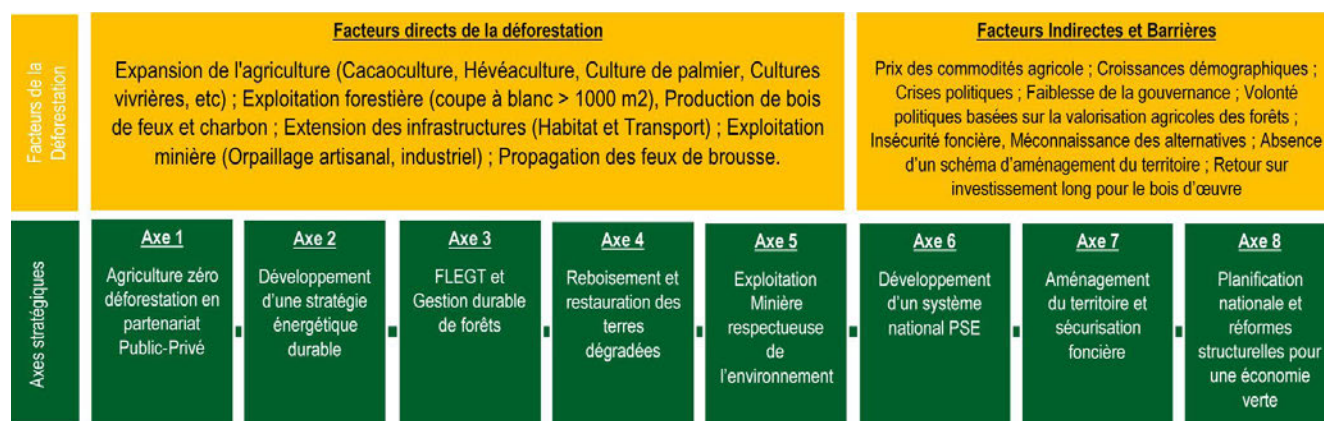 Facteurs de la
Déforestation
Facteurs directs de la déforestation
Expansion de l'agriculture (Cacaoculture, Hévéaculture, Culture de palmier, Cultures
vivrières, etc) ; Exploitation forestière (coupe à blanc > 1000 m2), Production de bois
de feux et charbon ; Extension des infrastructures (Habitat et Transport) ; Exploitation
minière (Orpaillage artisanal, industriel) ; Propagation des feux de brousse.
Facteurs Indirectes et Barrières
Prix des commodités agricole ; Croissances démographiques ;
Crises politiques ; Faiblesse de la gouvernance ; Volonté
politiques basées sur la valorisation agricoles des forêts ;
Insécurité foncière, Méconnaissance des alternatives ; Absence
d'un schéma d'aménagement du territoire ; Retour sur
investissement long pour le bois d'œuvre
Axes stratégiques
Axe 1
Agriculture zéro
déforestation en
partenariat
Public-Privé
Axe 2
Développement
d'une stratégie
énergétique
durable
Axe 3
FLEGT et
Gestion durable
de forêts
Axe 4
Reboisement et
restauration des
terres
dégradées
Axe 5
Exploitation
Minière
respectueuse
de
l'environnement
Axe 6
Développement
d'un système
national PSE
Axe 7
Aménagement
du territoire et
sécurisation
foncière
Axe 8
Planification
nationale et
réformes
structurelles pour
une économie
verte